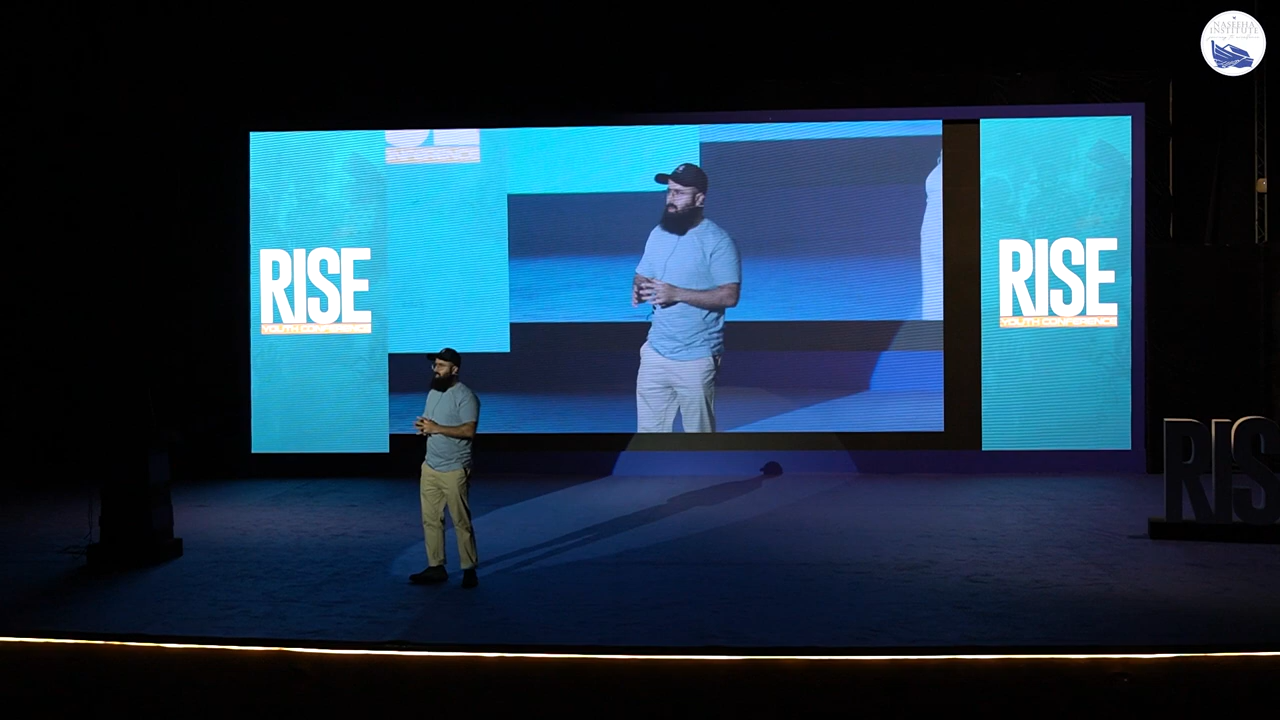 NASEEHA
INSTITUTE
RISE
YOUTH CONFERENCE
RISE
YOUTH CONFERENCE
RIS